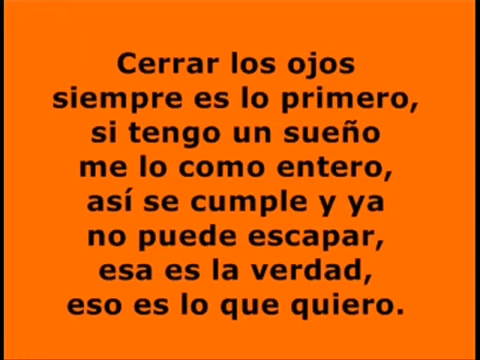 Cerrar los ojos
siempre es lo primero,
si tengo un sueño
me lo como entero,
así se cumple y ya
no puede escapar,
esa es la verdad,
eso es lo que quiero.